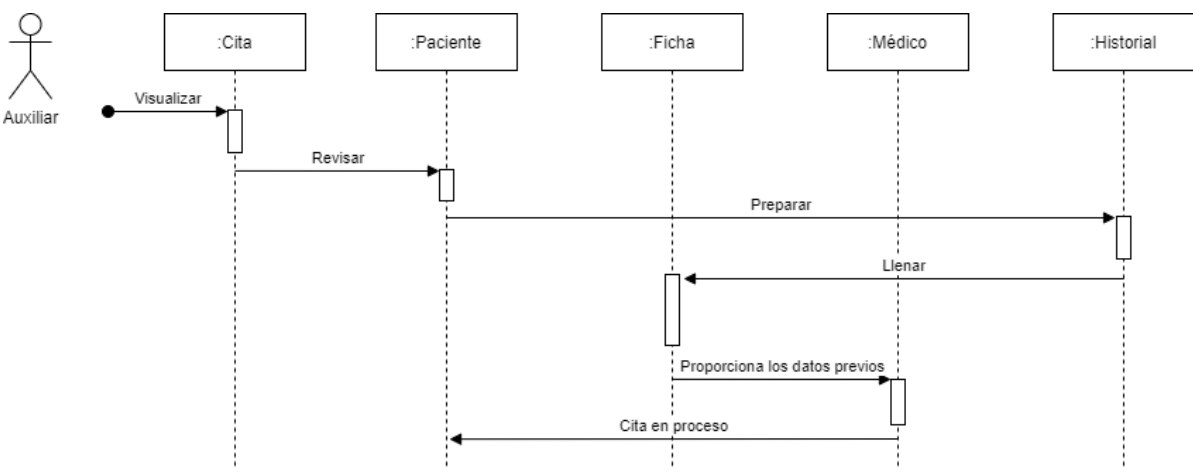 :Cita
:Paciente
:Ficha
:Médico
:Historial
Auxiliar
Visualizar
Revisar
Preparar
Llenar
Proporciona los datos previos
Cita en proceso